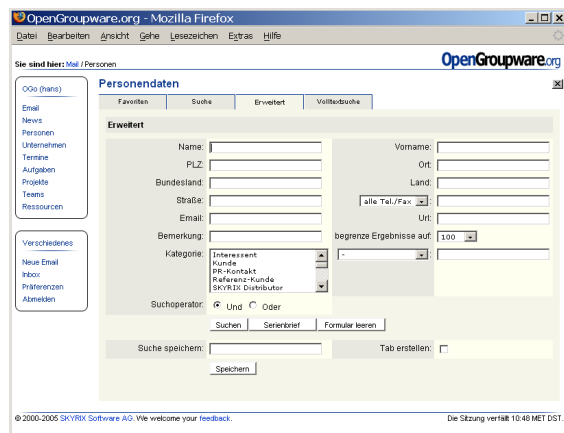 OpenGroupware.org - Mozilla Firefox
Datei Bearbeiten Ansicht Gehe Lesezeichen Extras Hilfe
Sie sind hier: Mail / Personen
OpenGroupware.org
OGo (hans)
Email
News
Personen
Unternehmen
Termine
Aufgaben
Projekte
Teams
Ressourcen
Verschiedenes
Neue Email
Inbox
Präferenzen
Abmelden
Personendaten
Favoriten Suche Erweitert Volltextsuche
Erweitert
Name: Vorname:
PLZ: Ort:
Bundesland: Land:
Straße: alle Tel./Fax :
Email: Url:
Bemerkung: begrenze Ergebnisse auf: 100
Kategorie: - :
Interessent
Kunde
PR-Kontakt
Referenz-Kunde
SKYRIX Distributor
Suchoperator: Und Oder
Suchen Serienbrief Formular leeren
Suche speichern: Tab erstellen:
Speichern
© 2000-2005 SKYRIX Software AG. We welcome your feedback. Die Sitzung verfällt 10:48 MET DST.